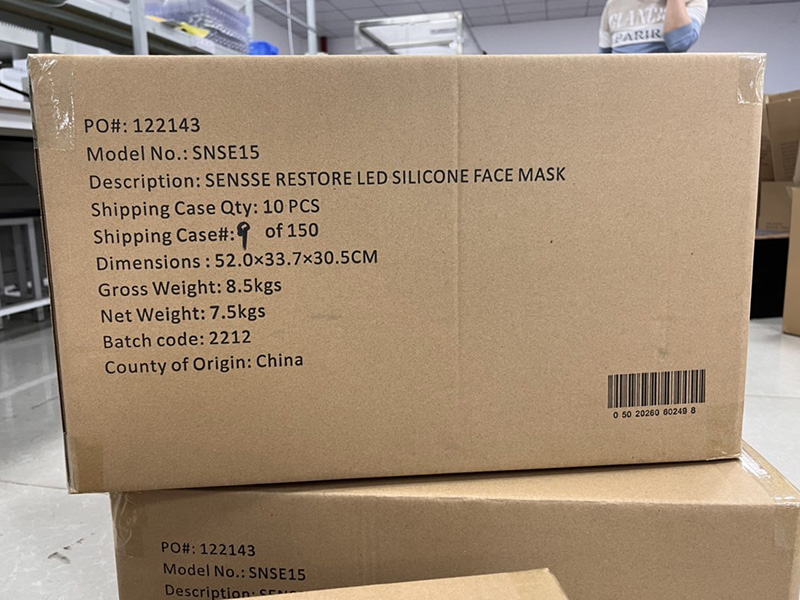 PO#: 122143
Model No.: SNSE15
Description: SENSSE RESTORE LED SILICONE FACE MASK
Shipping Case Qty: 10 PCS
Shipping Case#: 9 of 150
Dimensions : 52.0×33.7×30.5CM
Gross Weight: 8.5kgs
Net Weight: 7.5kgs
Batch code: 2212
County of Origin: China
0 50 20260 60249 8
PO#: 122143
Model No.: SNSE15
Description: